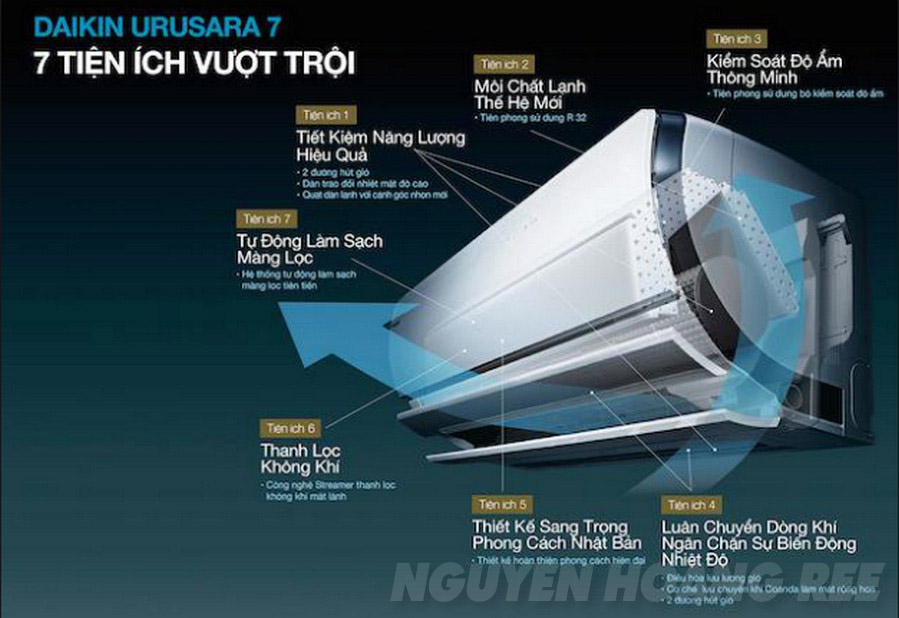 DAIKIN URUSARA 7
7 TIỆN ÍCH VƯỢT TRỘI
Tiện ích 1
Tiết Kiệm Năng Lượng
Hiệu Quả
• 2 đường hút gió
• Dàn trao đổi nhiệt mật độ cao
• Quạt dàn lạnh với cạnh góc nhọn mới
Tiện ích 2
Môi Chất Lạnh
Thế Hệ Mới
• Tiên phong sử dụng R 32
Tiện ích 3
Kiểm Soát Độ Ẩm
Thông Minh
• Tiên phong sử dụng bộ kiểm soát độ ẩm
Tiện ích 7
Tự Động Làm Sạch
Màng Lọc
• Hệ thống tự động làm sạch
màng lọc tiên tiến
Tiện ích 6
Thanh Lọc
Không Khí
• Công nghệ Streamer thanh lọc
không khí mát lành
Tiện ích 5
Thiết Kế Sang Trọng
Phong Cách Nhật Bản
• Thiết kế hoàn thiện phong cách hiện đại
Tiện ích 4
Luân Chuyển Dòng Khí
Ngăn Chặn Sự Biến Động
Nhiệt Độ
• Điều hòa lưu lượng gió
• Cơ chế lưu chuyển khí Coanda làm mát rộng hơn
• 2 đường hút gió
NGUYEN HOANG REE